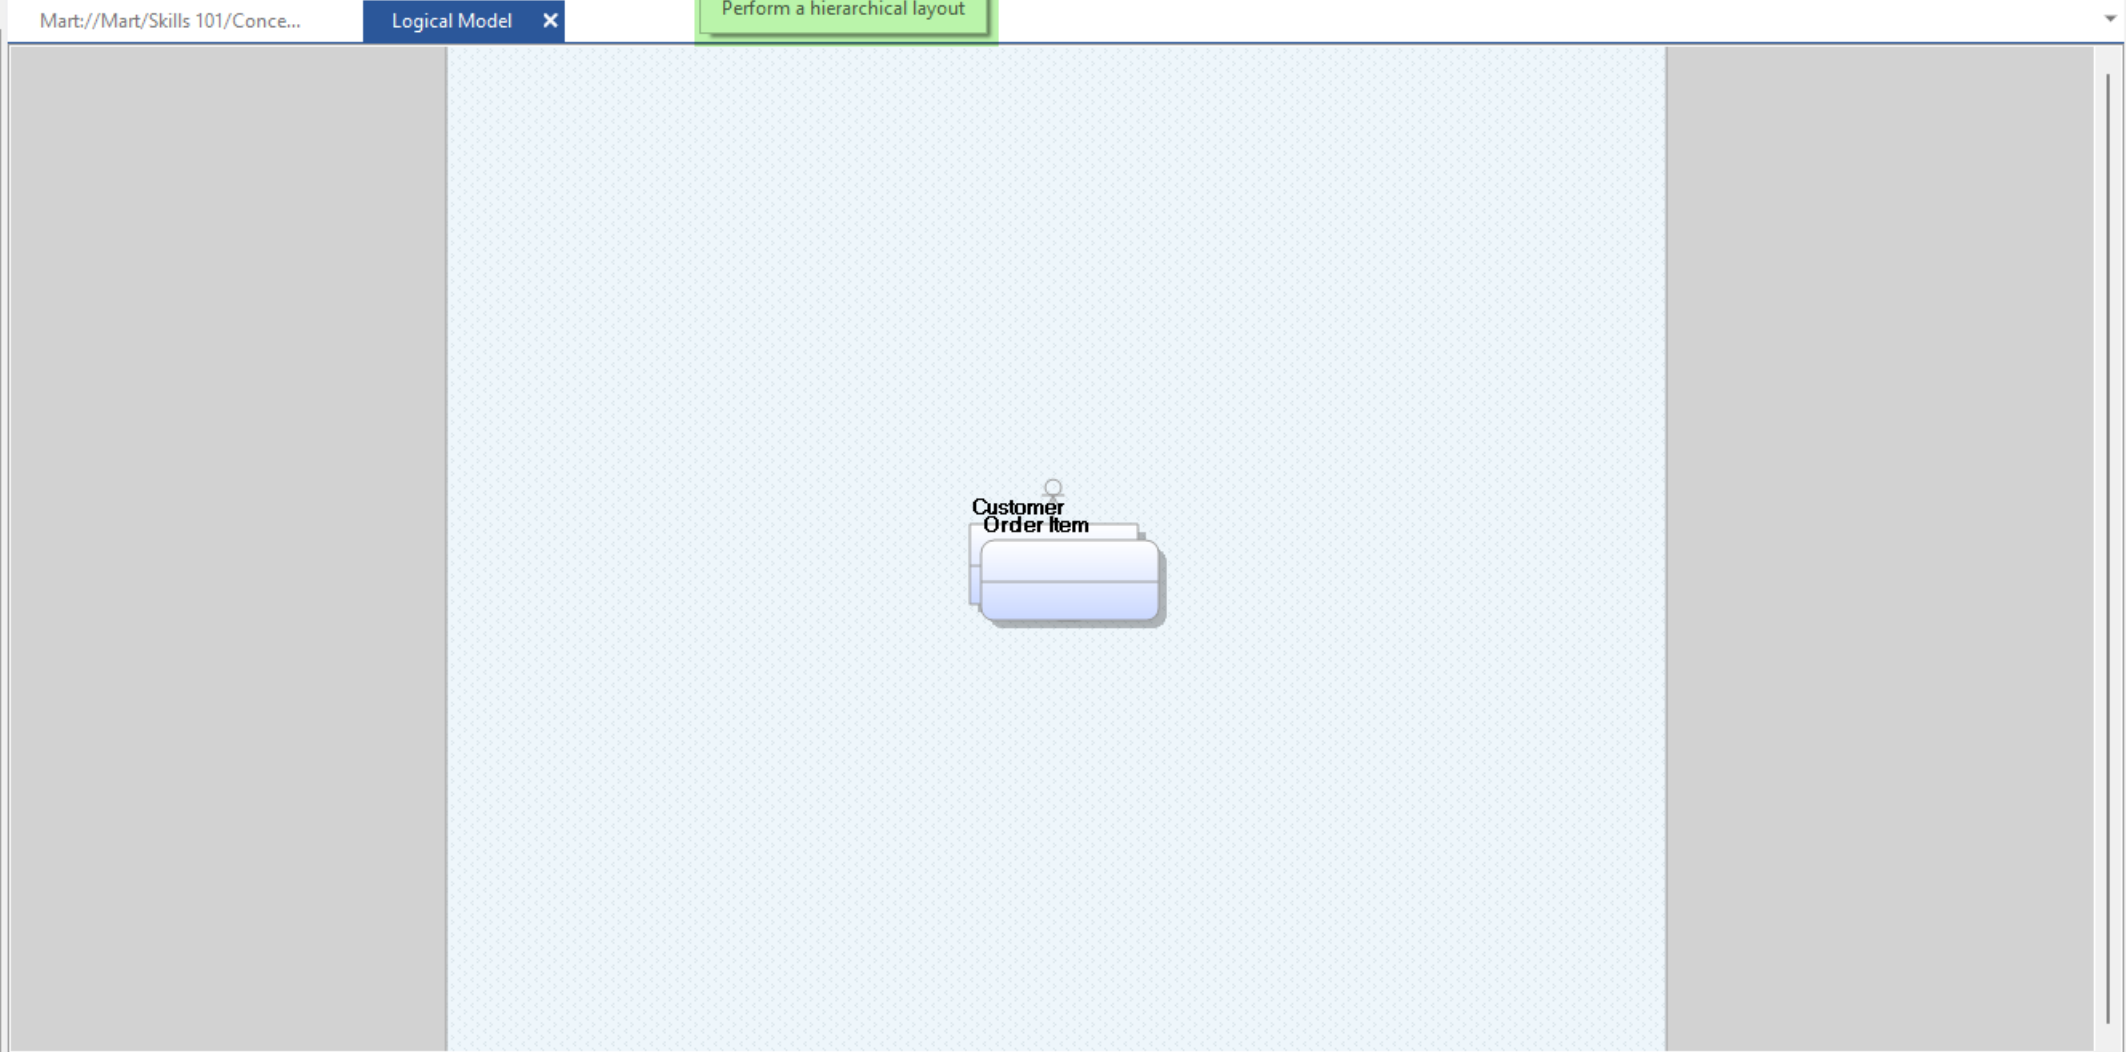 Perform a hierarchical layout
Mart://Mart/Skills 101/Conce...
Logical Model
Customer
Order Item